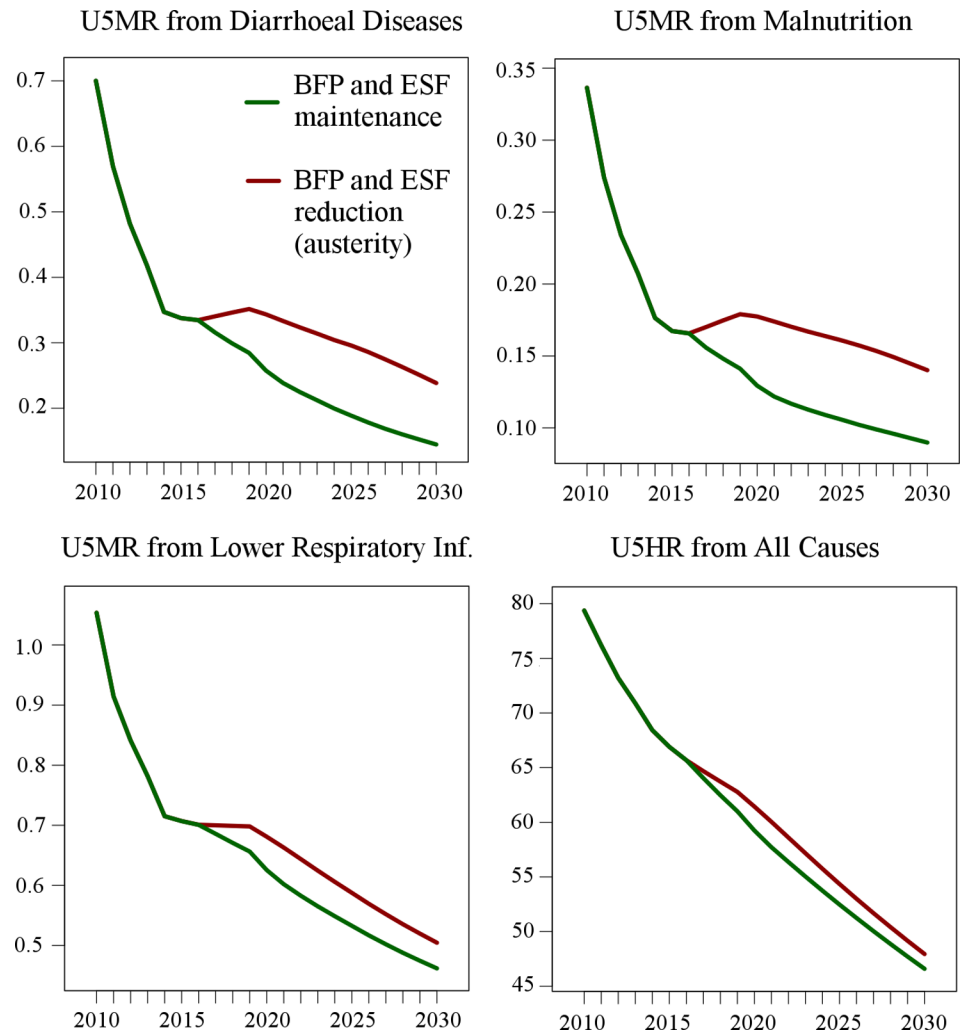 U5MR from Diarrhoeal Diseases
0.7
0.6
0.5
0.4
0.3
0.2
BFP and ESF
maintenance
BFP and ESF
reduction
(austerity)
2010 2015 2020 2025 2030
U5MR from Malnutrition
0.35
0.30
0.25
0.20
0.15
0.10
2010 2015 2020 2025 2030
U5MR from Lower Respiratory Inf.
1.0
0.9
0.8
0.7
0.6
0.5
2010 2015 2020 2025 2030
U5HR from All Causes
80
75
70
65
60
55
50
45
2010 2015 2020 2025 2030